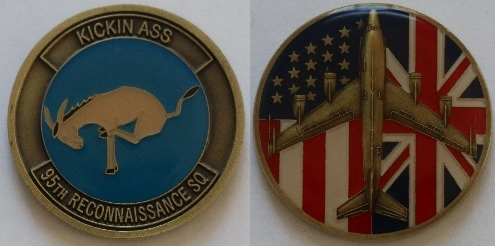 KICKIN ASS
95TH RECONNAISSANCE SQ